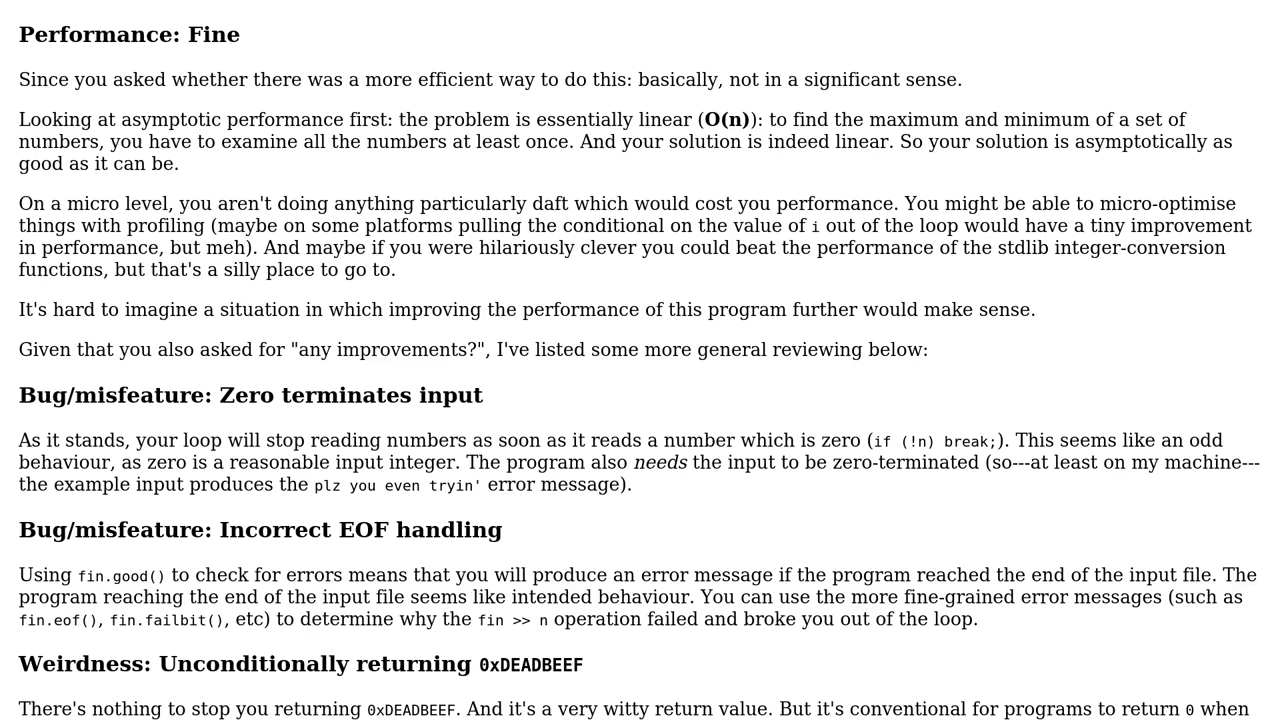 Performance: Fine
Since you asked whether there was a more efficient way to do this: basically, not in a significant sense.
Looking at asymptotic performance first: the problem is essentially linear (O(n)): to find the maximum and minimum of a set of
numbers, you have to examine all the numbers at least once. And your solution is indeed linear. So your solution is asymptotically as
good as it can be.
On a micro level, you aren't doing anything particularly daft which would cost you performance. You might be able to micro-optimise
things with profiling (maybe on some platforms pulling the conditional on the value of i out of the loop would have a tiny improvement
in performance, but meh). And maybe if you were hilariously clever you could beat the performance of the stdlib integer-conversion
functions, but that's a silly place to go to.
It's hard to imagine a situation in which improving the performance of this program further would make sense.
Given that you also asked for "any improvements?", I've listed some more general reviewing below:
Bug/misfeature: Zero terminates input
As it stands, your loop will stop reading numbers as soon as it reads a number which is zero (if (!n) break;). This seems like an odd
behaviour, as zero is a reasonable input integer. The program also needs the input to be zero-terminated (so---at least on my machine---
the example input produces the plz you even tryin' error message).
Bug/misfeature: Incorrect EOF handling
Using fin.good() to check for errors means that you will produce an error message if the program reached the end of the input file. The
program reaching the end of the input file seems like intended behaviour. You can use the more fine-grained error messages (such as
fin.eof(), fin.failbit(), etc) to determine why the fin >> n operation failed and broke you out of the loop.
Weirdness: Unconditionally returning 0xDEADBEEF
There's nothing to stop you returning 0xDEADBEEF. And it's a very witty return value. But it's conventional for programs to return 0 when